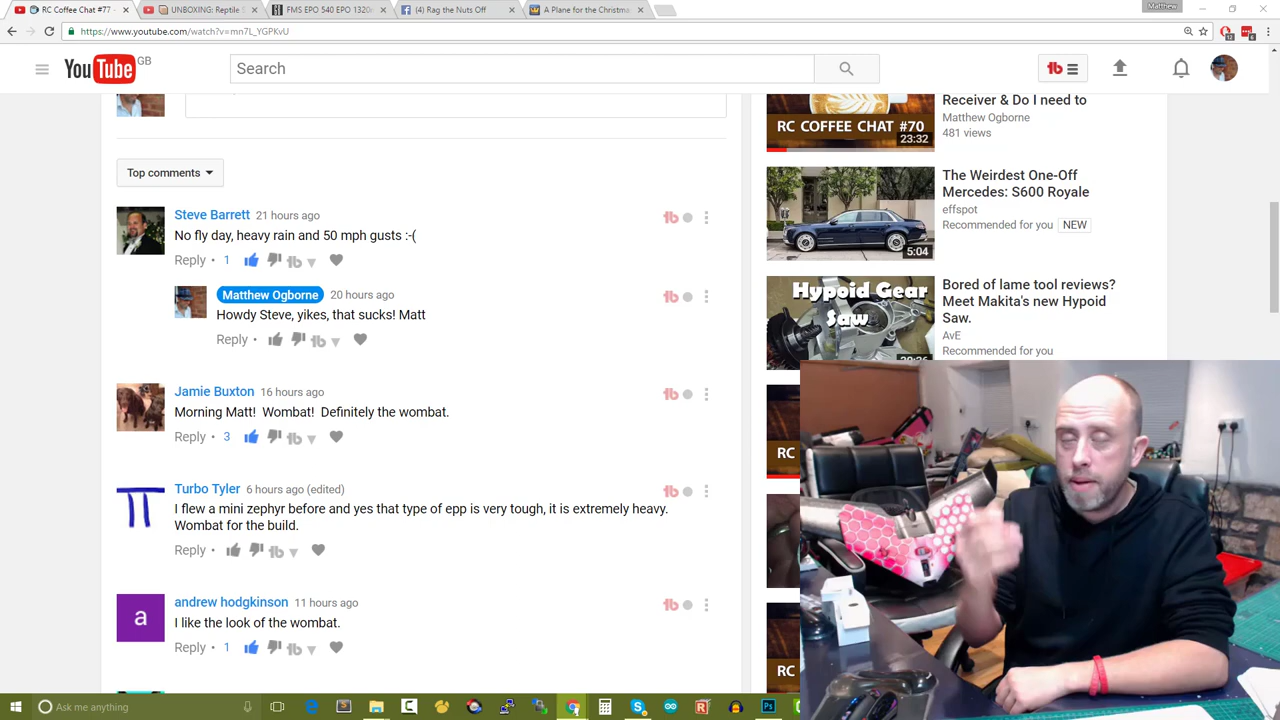 Matthew
RC Coffee Chat #77 -
UNBOXING: Reptile S
FMS EPO 540 EPO 1320
(4) Rag the Nuts Off
A Plane for the Christma
https://www.youtube.com/watch?v=mn7L_YGPKvU
YouTube GB
Search
Top comments
Steve Barrett 21 hours ago
No fly day, heavy rain and 50 mph gusts :-(
Reply • 1
Matthew Ogborne 20 hours ago
Howdy Steve, yikes, that sucks! Matt
Reply •
Jamie Buxton 16 hours ago
Morning Matt! Wombat! Definitely the wombat.
Reply • 3
Turbo Tyler 6 hours ago (edited)
I flew a mini zephyr before and yes that type of epp is very tough, it is extremely heavy.
Wombat for the build.
Reply •
a
andrew hodgkinson 11 hours ago
I like the look of the wombat.
Reply • 1
RC COFFEE CHAT #70
23:32
Receiver & Do I need to
Matthew Ogborne
481 views
5:04
The Weirdest One-Off
Mercedes: S600 Royale
effspot
Recommended for you NEW
Hypoid Gear
Saw
Bored of lame tool reviews?
Meet Makita's new Hypoid
Saw.
AvE
Recommended for you
RC
RC
Ask me anything